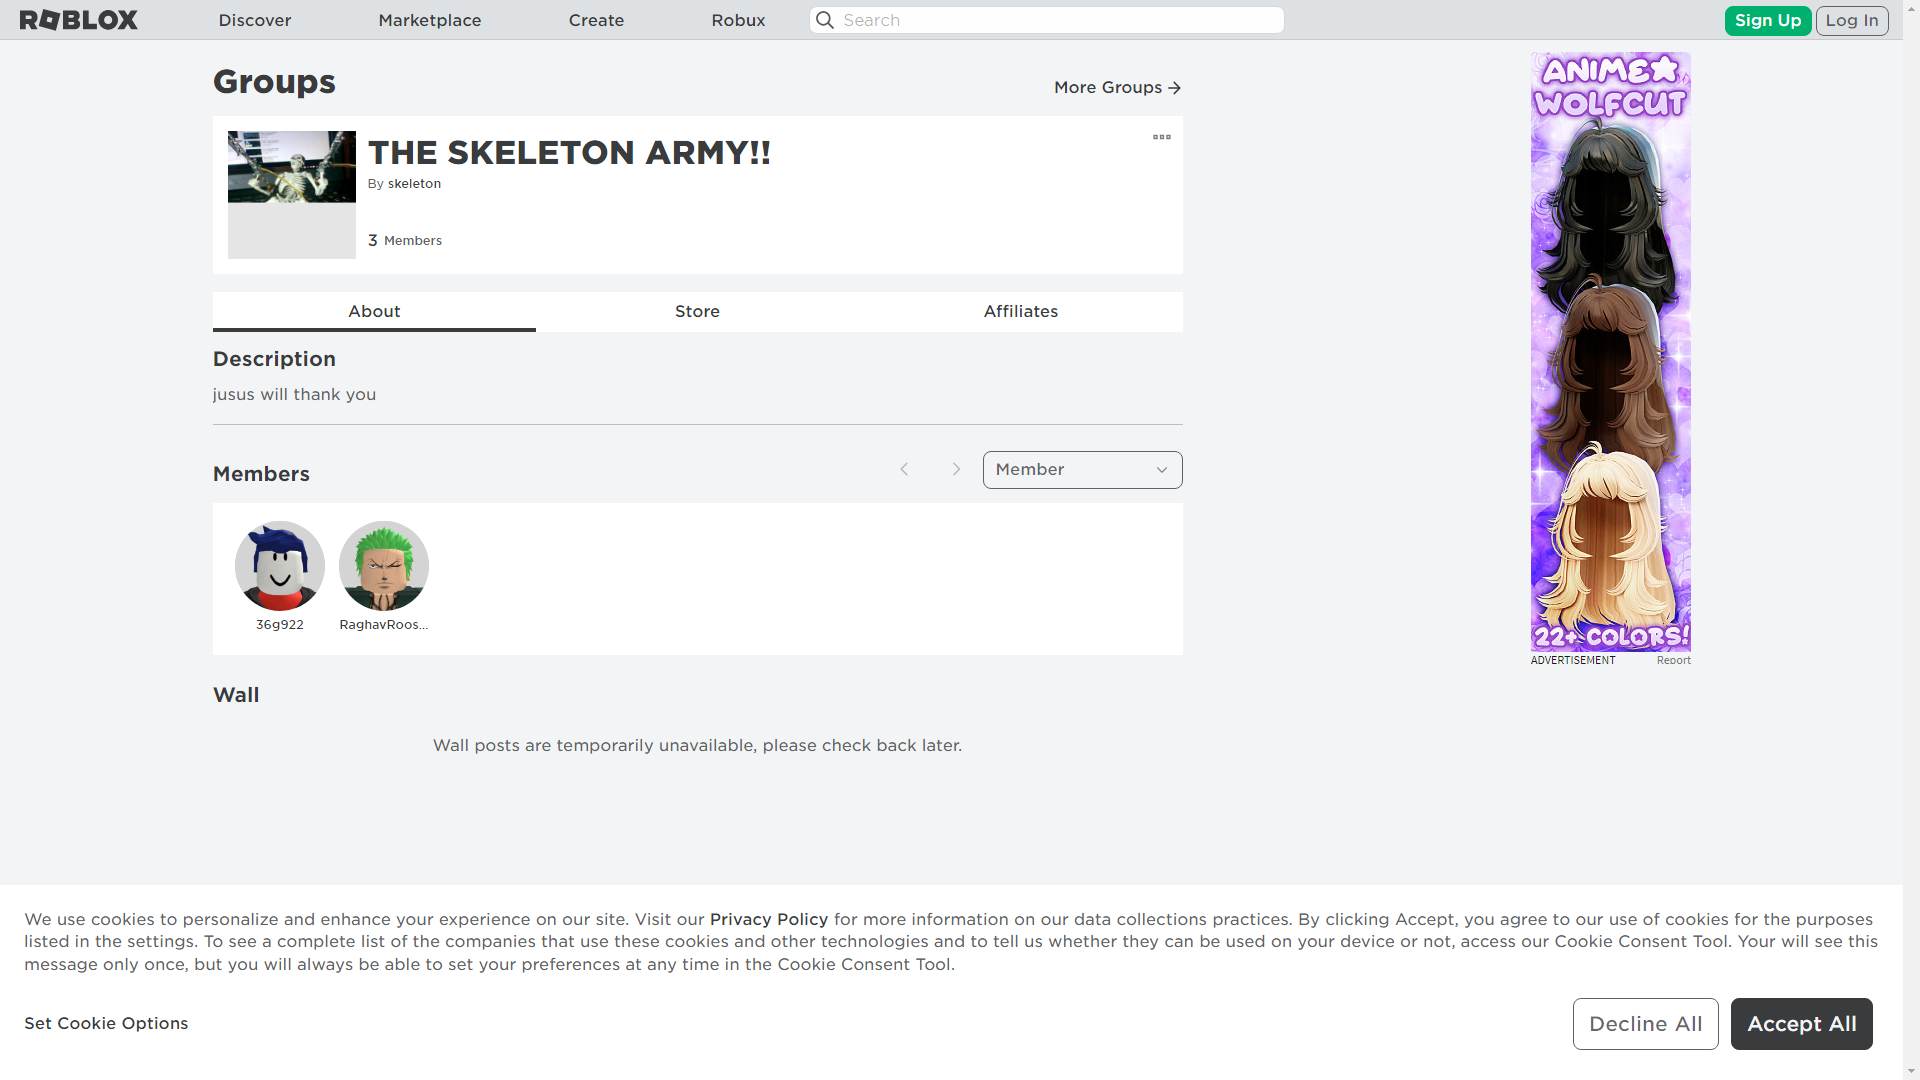 ROBLOX
Discover
Marketplace
Create
Robux
Search
Sign Up
Log In
Groups
More Groups
THE SKELETON ARMY!!
By skeleton
3 Members
About
Store
Affiliates
Description
jusus will thank you
Members
Member
36g922
RaghavRoos...
Wall
Wall posts are temporarily unavailable, please check back later.
ANIME
WOLFCUT
22+ COLORS!
ADVERTISEMENT
Report
We use cookies to personalize and enhance your experience on our site. Visit our Privacy Policy for more information on our data collections practices. By clicking Accept, you agree to our use of cookies for the purposes
listed in the settings. To see a complete list of the companies that use these cookies and other technologies and to tell us whether they can be used on your device or not, access our Cookie Consent Tool. Your will see this
message only once, but you will always be able to set your preferences at any time in the Cookie Consent Tool.
Set Cookie Options
Decline All
Accept All